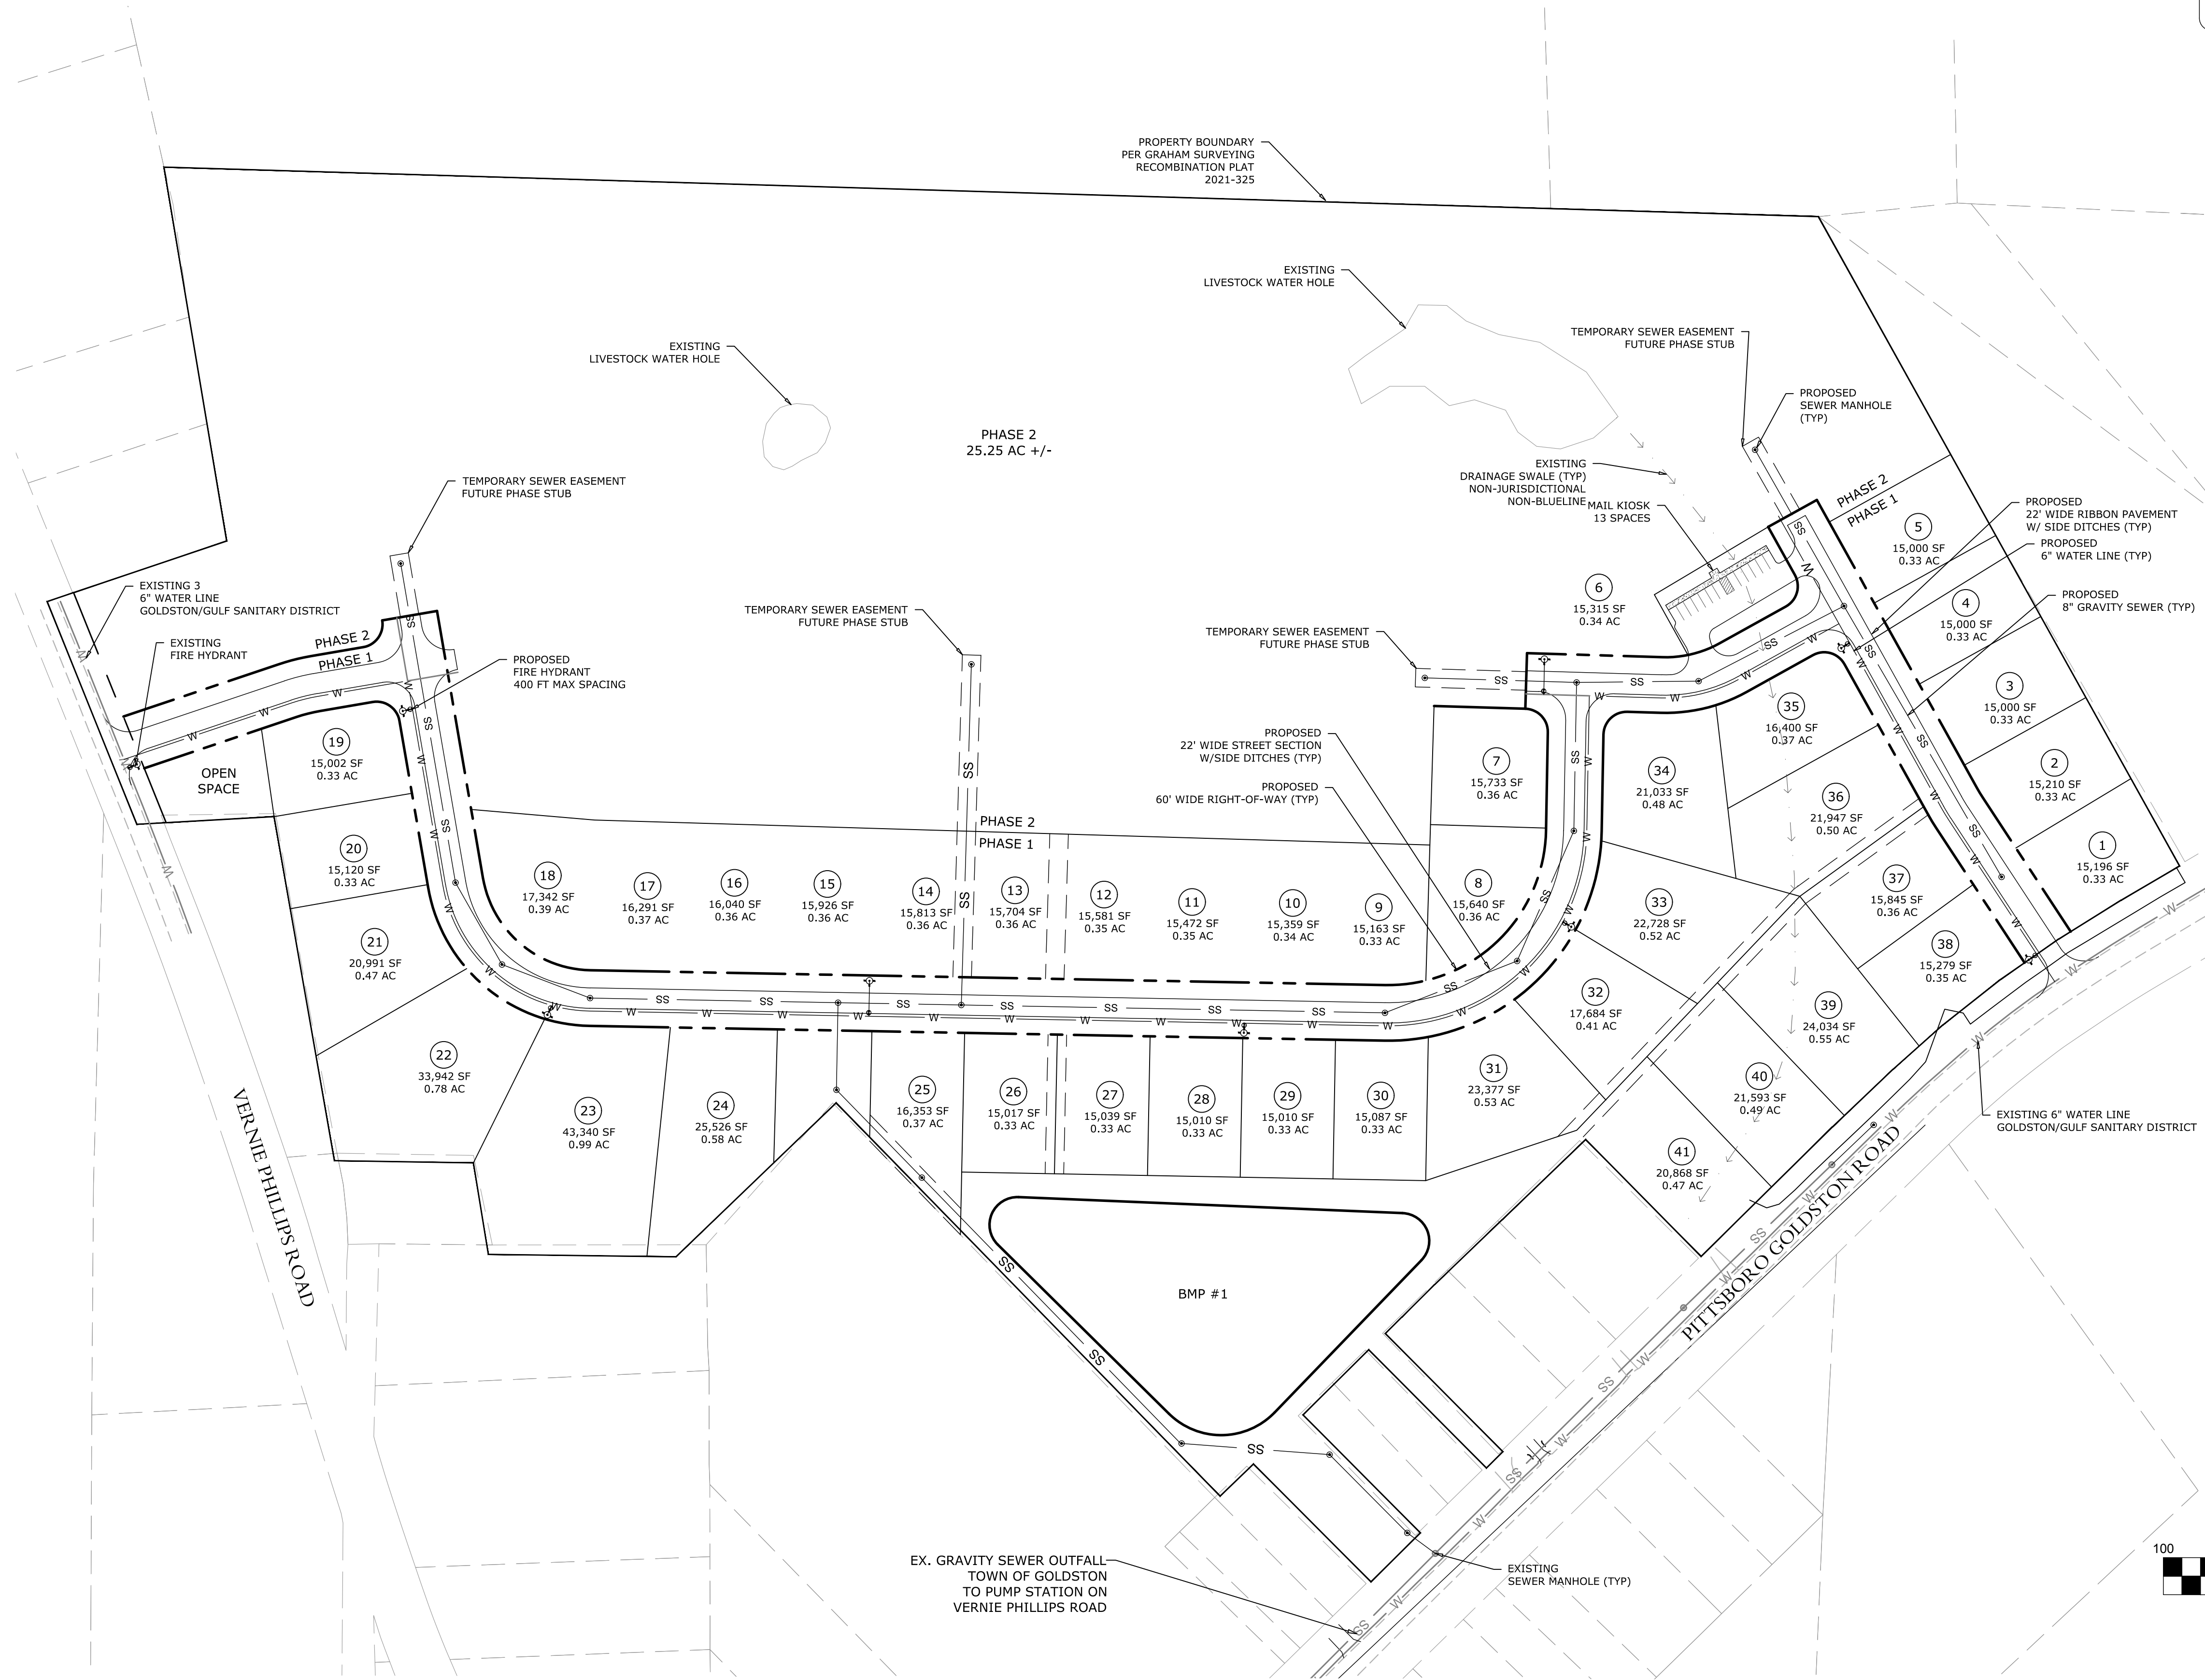 PROPERTY BOUNDARY
PER GRAHAM SURVEYING
RECOMBINATION PLAT
2021-325
EXISTING
LIVESTOCK WATER HOLE
EXISTING
LIVESTOCK WATER HOLE
TEMPORARY SEWER EASEMENT
FUTURE PHASE STUB
PROPOSED
SEWER MANHOLE
(TYP)
PHASE 2
25.25 AC +/-
EXISTING
DRAINAGE SWALE (TYP)
NON-JURISDICTIONAL
NON-BLUELINE
MAIL KIOSK
13 SPACES
PHASE 2
PHASE 1
PROPOSED
22' WIDE RIBBON PAVEMENT
W/ SIDE DITCHES (TYP)
PROPOSED
6" WATER LINE (TYP)
PROPOSED
8" GRAVITY SEWER (TYP)
TEMPORARY SEWER EASEMENT
FUTURE PHASE STUB
EXISTING 3
6" WATER LINE
GOLDSTON/GULF SANITARY DISTRICT
EXISTING
FIRE HYDRANT
PHASE 2
PHASE 1
PROPOSED
FIRE HYDRANT
400 FT MAX SPACING
TEMPORARY SEWER EASEMENT
FUTURE PHASE STUB
TEMPORARY SEWER EASEMENT
FUTURE PHASE STUB
PROPOSED
22' WIDE STREET SECTION
W/SIDE DITCHES (TYP)
PROPOSED
60' WIDE RIGHT-OF-WAY (TYP)
OPEN
SPACE
PHASE 2
PHASE 1
1
15,196 SF
0.33 AC
2
15,210 SF
0.33 AC
3
15,000 SF
0.33 AC
4
15,000 SF
0.33 AC
5
15,000 SF
0.33 AC
6
15,315 SF
0.34 AC
7
15,733 SF
0.36 AC
8
15,640 SF
0.36 AC
9
15,163 SF
0.33 AC
10
15,359 SF
0.34 AC
11
15,472 SF
0.35 AC
12
15,581 SF
0.35 AC
13
15,704 SF
0.36 AC
14
15,813 SF
0.36 AC
15
15,926 SF
0.36 AC
16
16,040 SF
0.36 AC
17
16,291 SF
0.37 AC
18
17,342 SF
0.39 AC
19
15,002 SF
0.33 AC
20
15,120 SF
0.33 AC
21
20,991 SF
0.47 AC
22
33,942 SF
0.78 AC
23
43,340 SF
0.99 AC
24
25,526 SF
0.58 AC
25
16,353 SF
0.37 AC
26
15,017 SF
0.33 AC
27
15,039 SF
0.33 AC
28
15,010 SF
0.33 AC
29
15,010 SF
0.33 AC
30
15,087 SF
0.33 AC
31
23,377 SF
0.53 AC
32
17,684 SF
0.41 AC
33
22,728 SF
0.52 AC
34
21,033 SF
0.48 AC
35
16,400 SF
0.37 AC
36
21,947 SF
0.50 AC
37
15,845 SF
0.36 AC
38
15,279 SF
0.35 AC
39
24,034 SF
0.55 AC
40
21,593 SF
0.49 AC
41
20,868 SF
0.47 AC
EXISTING 6" WATER LINE
GOLDSTON/GULF SANITARY DISTRICT
VERNIE PHILLIPS ROAD
PITTSBORO GOLDSTON ROAD
BMP #1
EX. GRAVITY SEWER OUTFALL
TOWN OF GOLDSTON
TO PUMP STATION ON
VERNIE PHILLIPS ROAD
EXISTING
SEWER MANHOLE (TYP)
100